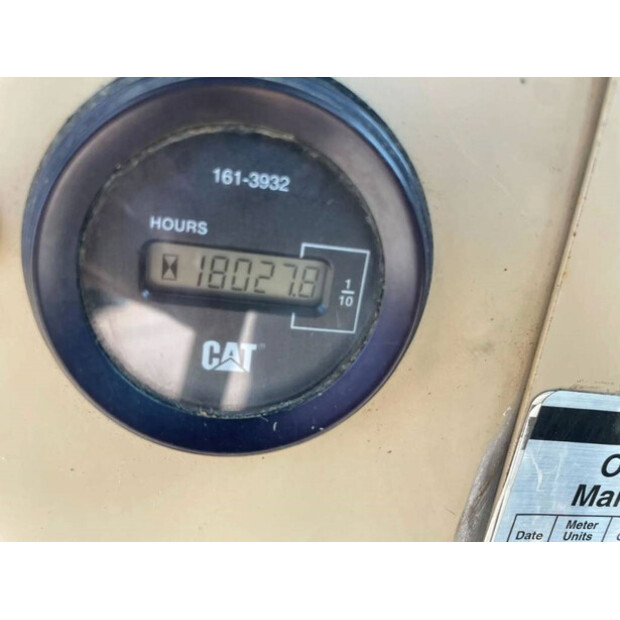 161-3932
HOURS
18027.8
1
10
CAT
Date
Meter
Units